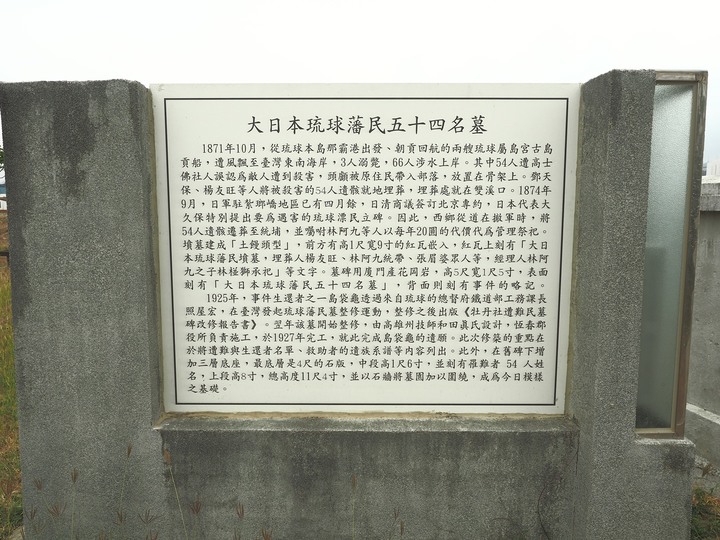 大日本琉球藩民五十四名墓
1871年10月，從琉球本島那霸港出發、朝貢回航的兩艘琉球屬島宮古島
貢船，遭風飄至臺灣東南海岸，3人溺斃，66人涉水上岸。其中54人遭高士
佛社人誤認為敵人遭到殺害，頭顱被原住民帶入部落，放置在骨架上。鄧天
保、楊友旺等人將被殺害的54人遺骸就地埋葬，埋葬處就在雙溪口。1874年
9月，日軍駐紮瑯嶠地區已有四月餘，日清商議簽訂北京專約，日本代表大
久保特別提出要為遇害的琉球漂民立碑。因此，西鄉從道在撤軍時，將
54人遺骸遷葬至統埔，並囑咐林阿九等人以每年20圓的代價代為管理祭祀。
墳墓建成「土饅頭型」，前方有高1尺寬9寸的紅瓦嵌入，紅瓦上刻有「大日
本琉球藩民墳墓，埋葬人楊友旺、林阿九統帶、張眉婆眾人等，經理人林阿
九之子林椪獅承祀」等文字。墓碑用廈門產花岡岩，高5尺寬1尺5寸，表面
刻有「大日本琉球藩民五十四名墓」，背面則刻有事件的略記。
1925年，事件生還者之一島袋龜透過來自琉球的總督府鐵道部工務課長
照屋宏，在臺灣發起琉球藩民墓整修運動，整修之後出版《牡丹社遭難民墓
碑改修報告書》。翌年該墓開始整修，由高雄州技師和田眞氏設計，恆春郡
役所負責施工，於1927年完工，就此完成島袋龜的遺願。此次修築的重點在
於將遭難與生還者名單、救助者的遺族系譜等內容列出。此外，在舊碑下增
加三層底座，最底層是4尺的石版，中段高1尺6寸，並刻有罹難者 54 人姓
名，上段高8寸，總高度11尺4寸，並以石牆將墓園加以圍繞，成為今日模樣
之基礎。